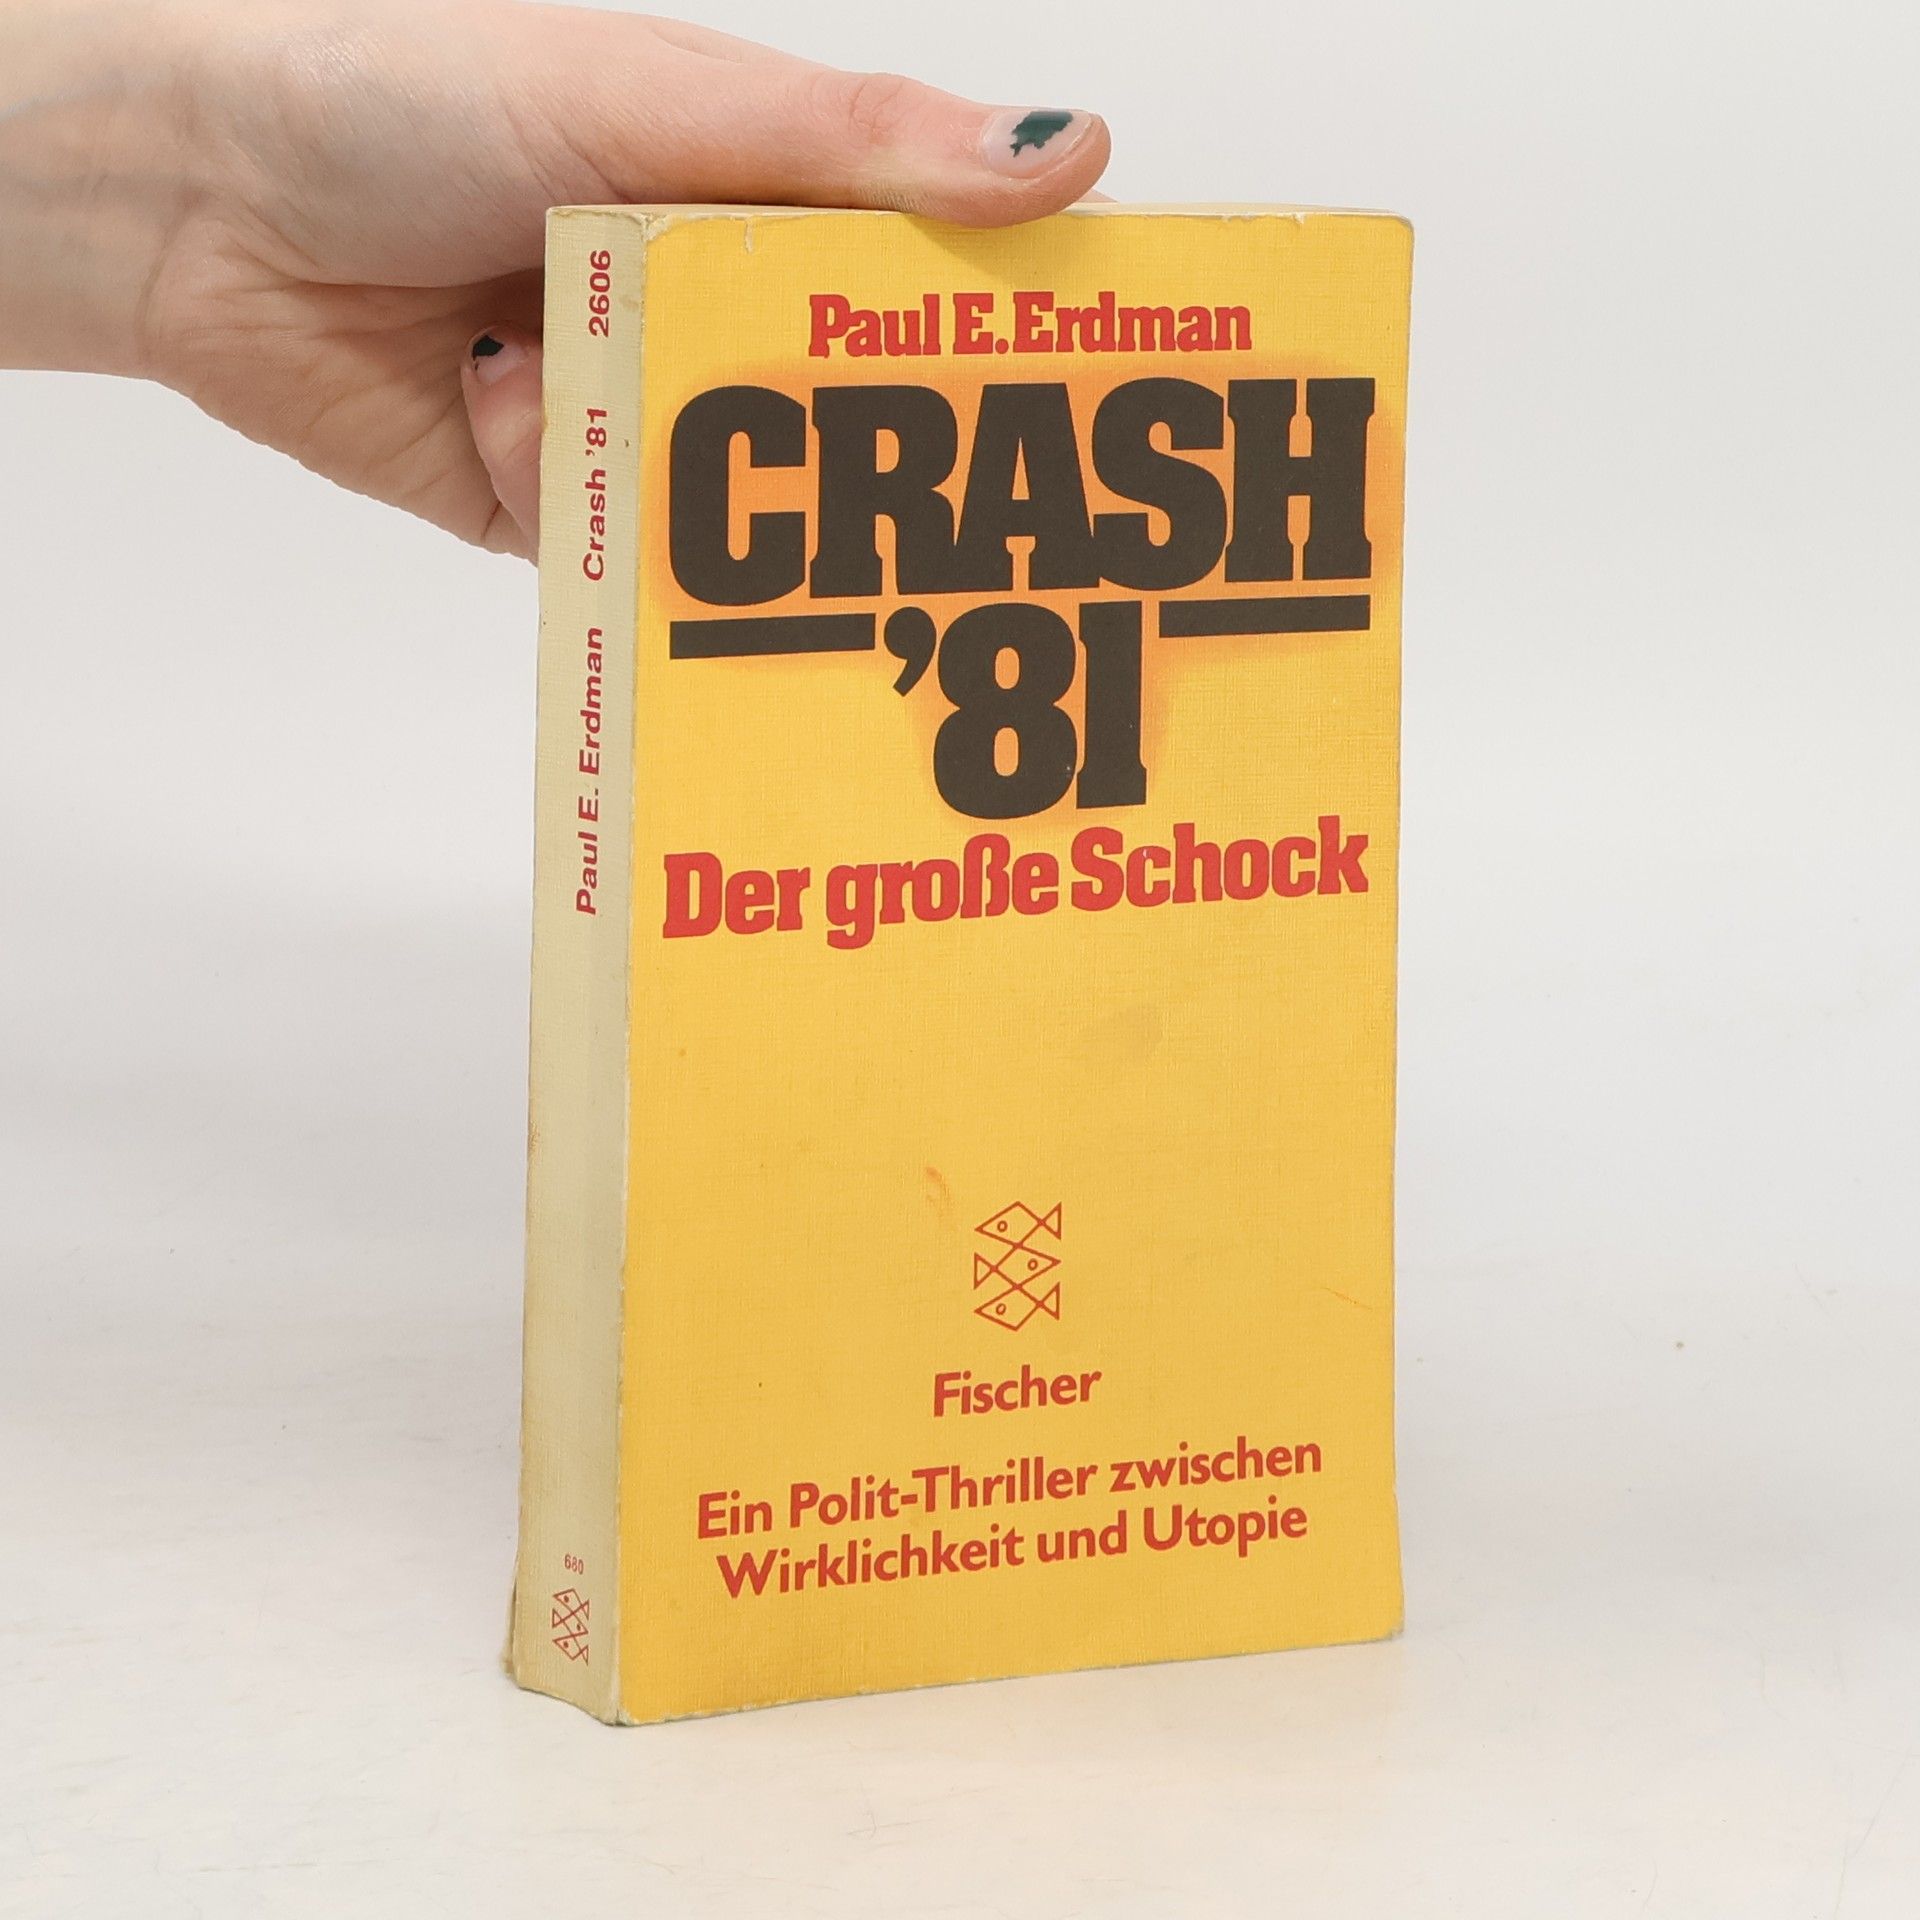 Paul E. Erdman
CRASH
’81
Der große Schock
Fischer
Ein Polit-Thriller zwischen
Wirklichkeit und Utopie
Paul E. Erdman Crash ’81 2606
680